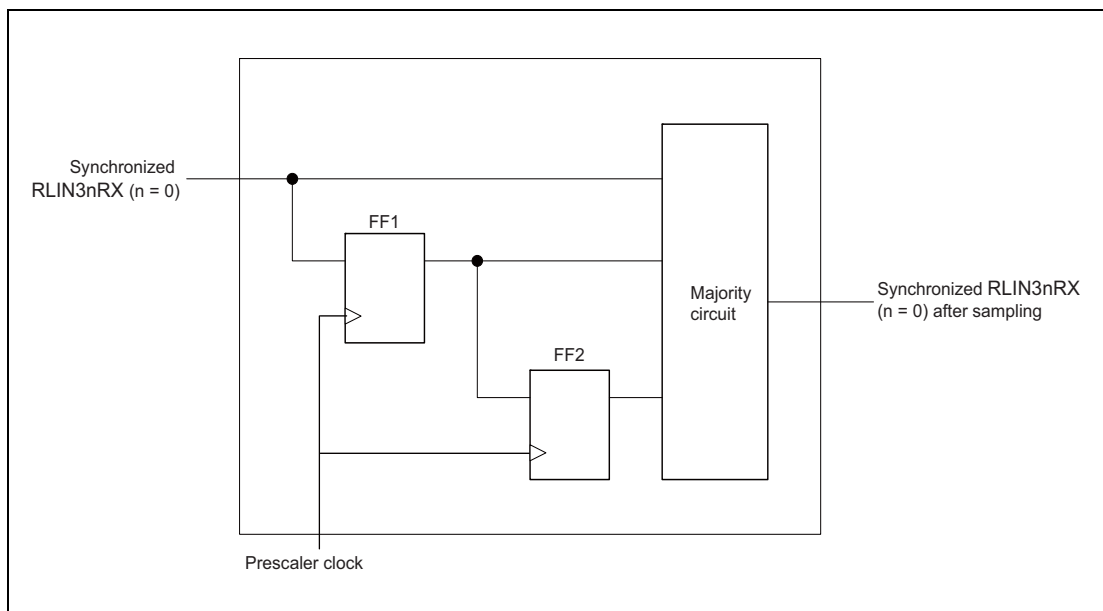 Synchronized
RLIN3nRX (n = 0)
FF1
FF2
Majority
circuit
Synchronized RLIN3nRX
(n = 0) after sampling
Prescaler clock